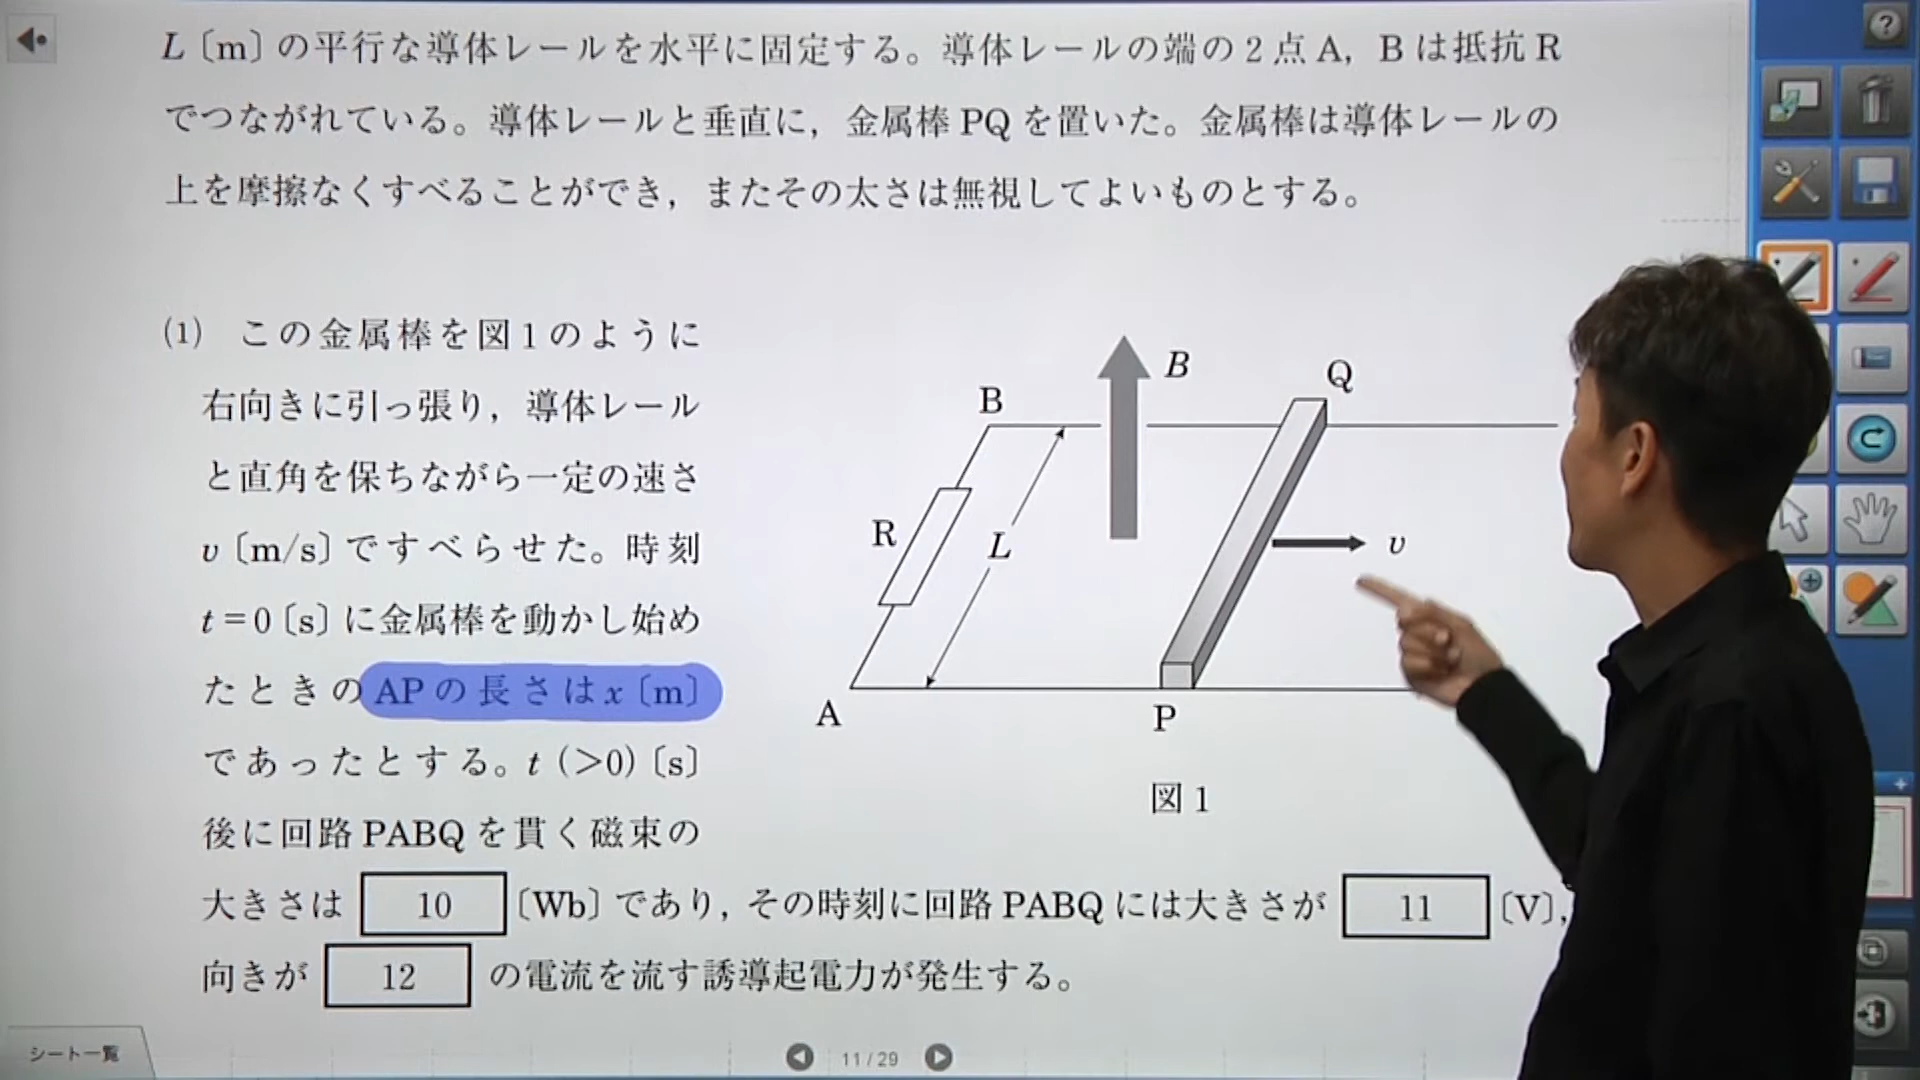 L〔m〕の平行な導体レールを水平に固定する。導体レールの端の2点A，Bは抵抗R
でつながれている。導体レールと垂直に，金属棒PQを置いた。金属棒は導体レールの
上を摩擦なくすべることができ，またその太さは無視してよいものとする。
(1) この金属棒を図1のように
右向きに引っ張り，導体レール
と直角を保ちながら一定の速さ
v〔m/s〕ですべらせた。時刻
t=0〔s〕に金属棒を動かし始め
たときのAPの長さはx〔m〕
であったとする。t (>0)〔s〕
後に回路PABQを貫く磁束の
大きさは 10 〔Wb〕であり，その時刻に回路PABQには大きさが 11 〔V〕，
向きが 12 の電流を流す誘導起電力が発生する。
B
Q
B
R
L
v
A
P
図1
シート一覧
11/29
?